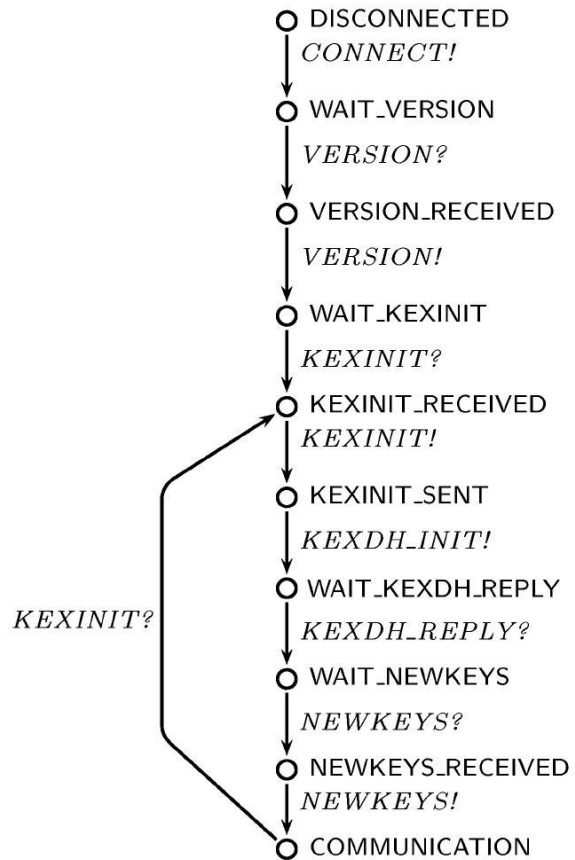 DISCONNECTED
CONNECT!
WAIT_VERSION
VERSION?
VERSION_RECEIVED
VERSION!
WAIT_KEXINIT
KEXINIT?
KEXINIT_RECEIVED
KEXINIT!
KEXINIT_SENT
KEXDH_INIT!
WAIT_KEXDH_REPLY
KEXINIT?
KEXDH_REPLY?
WAIT_NEWKEYS
NEWKEYS?
NEWKEYS_RECEIVED
NEWKEYS!
COMMUNICATION